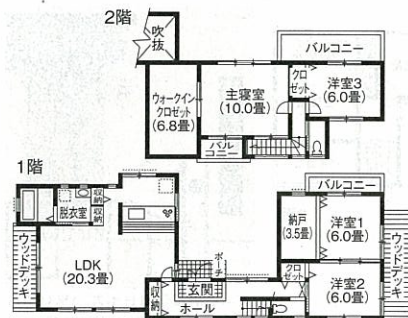 2階
吹抜
バルコニー
ウォークイン
クロゼット
(6.8畳)
主寝室
(10.0畳)
クロ
ゼット
洋室3
(6.0畳)
バル
コニー
1階
脱衣室
収納
収納
LDK
(20.3畳)
ウッドデッキ
収納
ポーチ
玄関
ホール
バルコニー
納戸
(3.5畳)
洋室1
(6.0畳)
クロ
ゼット
洋室2
(6.0畳)
ウッドデッキ